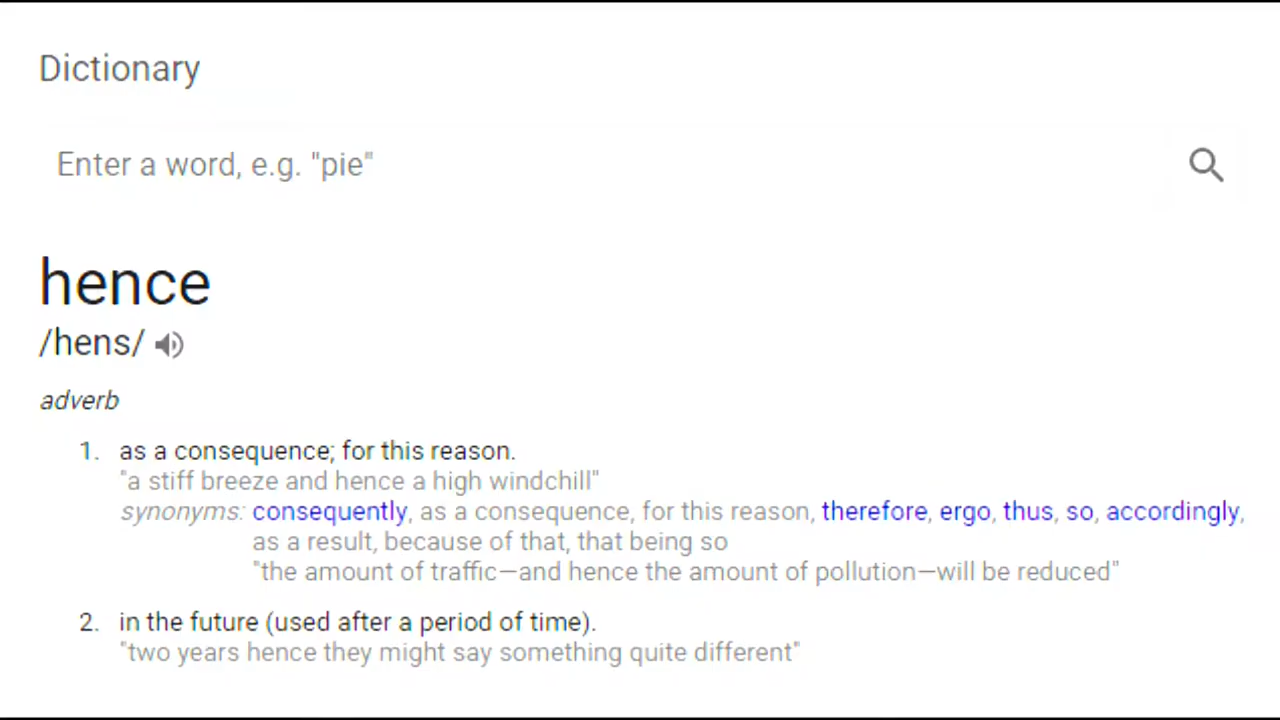 Dictionary
Enter a word, e.g. "pie"
hence
/hens/
adverb
1. as a consequence; for this reason.
"a stiff breeze and hence a high windchill"
synonyms: consequently, as a consequence, for this reason, therefore, ergo, thus, so, accordingly,
as a result, because of that, that being so
"the amount of traffic—and hence the amount of pollution—will be reduced"
2. in the future (used after a period of time).
"two years hence they might say something quite different"